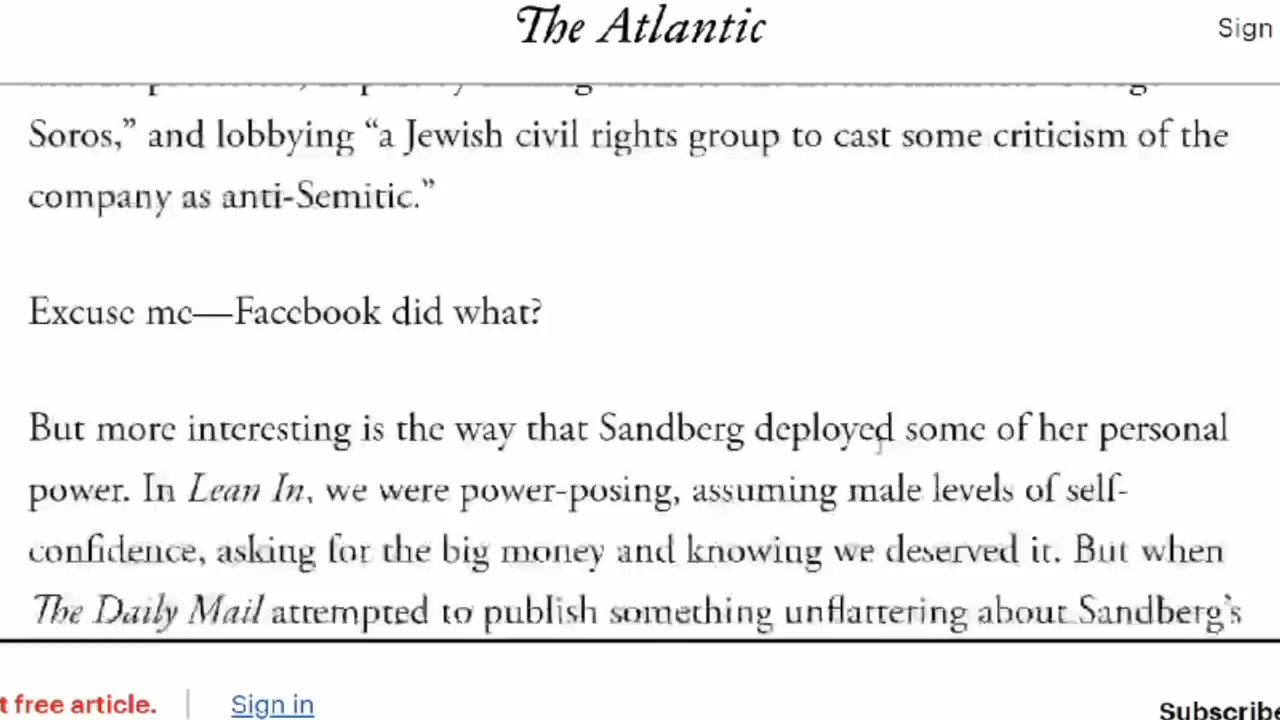 The Atlantic
Sign
Soros,” and lobbying “a Jewish civil rights group to cast some criticism of the
company as anti-Semitic.”
Excuse me—Facebook did what?
But more interesting is the way that Sandberg deployed some of her personal
power. In Lean In, we were power-posing, assuming male levels of self-
confidence, asking for the big money and knowing we deserved it. But when
The Daily Mail attempted to publish something unflattering about Sandberg’s
t free article.
Sign in
Subscribe